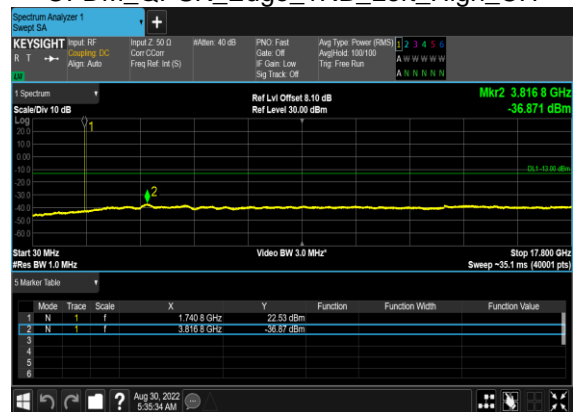 Spectrum Analyzer 1
Swept SA
+
KEYSIGHT Input: RF Input Z: 50 Ω #Atten: 40 dB PNO: Fast Avg Type: Power (RMS) 1 2 3 4 5 6
R T Coupling: DC Corr CCorr Gate: Off Avg|Hold: 100/100 A W W W W W
Align: Auto Freq Ref: Int (S) IF Gain: Low Trig: Free Run
LU Sig Track: Off A N N N N N
1 Spectrum Mkr2 3.816 8 GHz
Ref Lvl Offset 8.10 dB
Scale/Div 10 dB Ref Level 30.00 dBm -36.871 dBm
Log
20.0 1
10.0
0.00
-10.0 DL1 -13.00 dBm
-20.0
-30.0 2
-40.0
-50.0
-60.0
Start 30 MHz Video BW 3.0 MHz* Stop 17.800 GHz
#Res BW 1.0 MHz Sweep ~35.1 ms (40001 pts)
5 Marker Table
Mode Trace Scale X Y Function Function Width Function Value
1 N 1 f 1.740 8 GHz 22.53 dBm
2 N 1 f 3.816 8 GHz -36.87 dBm
3
4
5
6
? Aug 30, 2022
5:35:34 AM